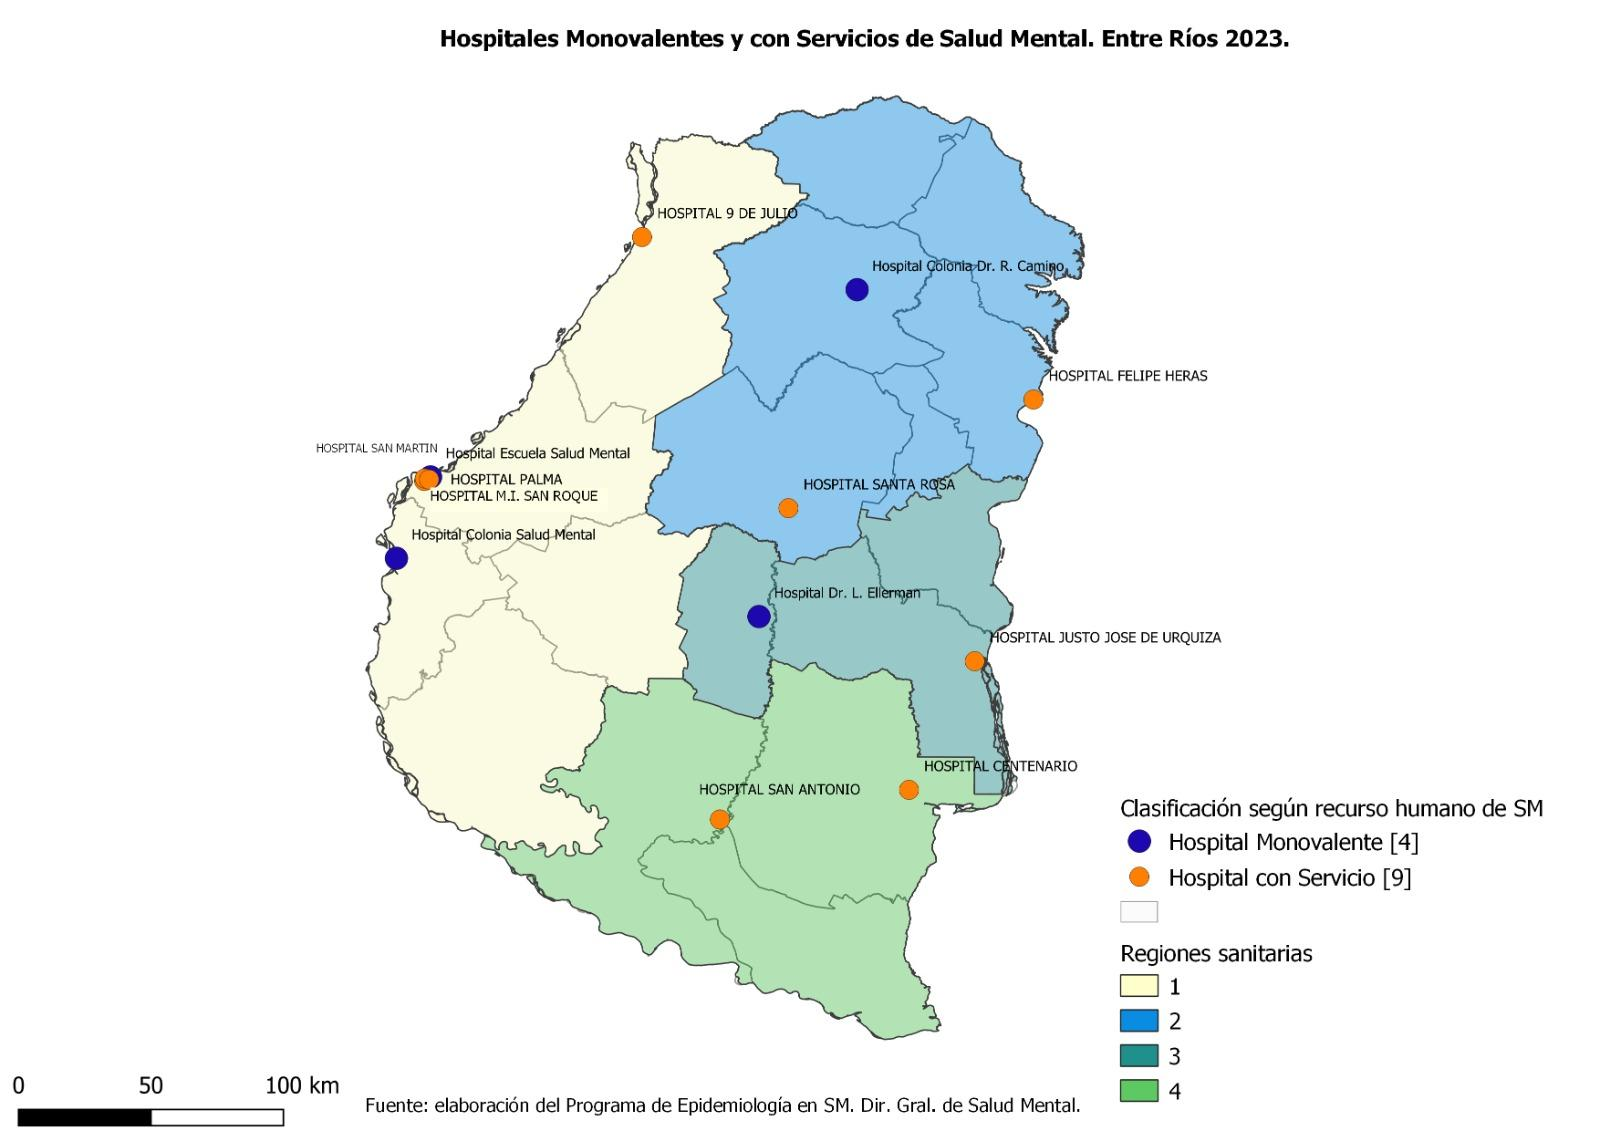 Hospitales Monovalentes y con Servicios de Salud Mental. Entre Ríos 2023.
HOSPITAL 9 DE JULIO
Hospital Colonia Dr. R. Camino
HOSPITAL FELIPE HERAS
HOSPITAL SAN MARTIN
Hospital Escuela Salud Mental
HOSPITAL PALMA
HOSPITAL M.I. SAN ROQUE
HOSPITAL SANTA ROSA
Hospital Colonia Salud Mental
Hospital Dr. L. Ellerman
HOSPITAL JUSTO JOSE DE URQUIZA
HOSPITAL CENTENARIO
HOSPITAL SAN ANTONIO
Clasificación según recurso humano de SM
Hospital Monovalente [4]
Hospital con Servicio [9]
Regiones sanitarias
1
2
3
4
0 50 100 km
Fuente: elaboración del Programa de Epidemiología en SM. Dir. Gral. de Salud Mental.